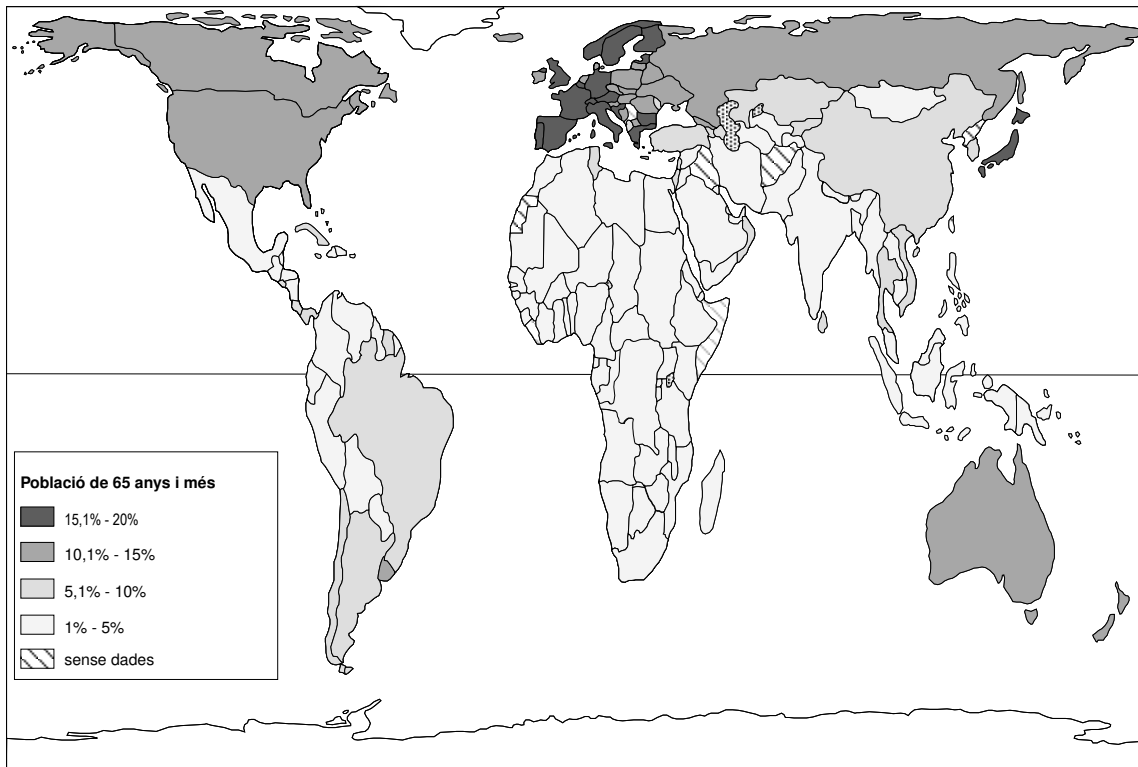 Població de 65 anys i més
15,1% - 20%
10,1% - 15%
5,1% - 10%
1% - 5%
sense dades